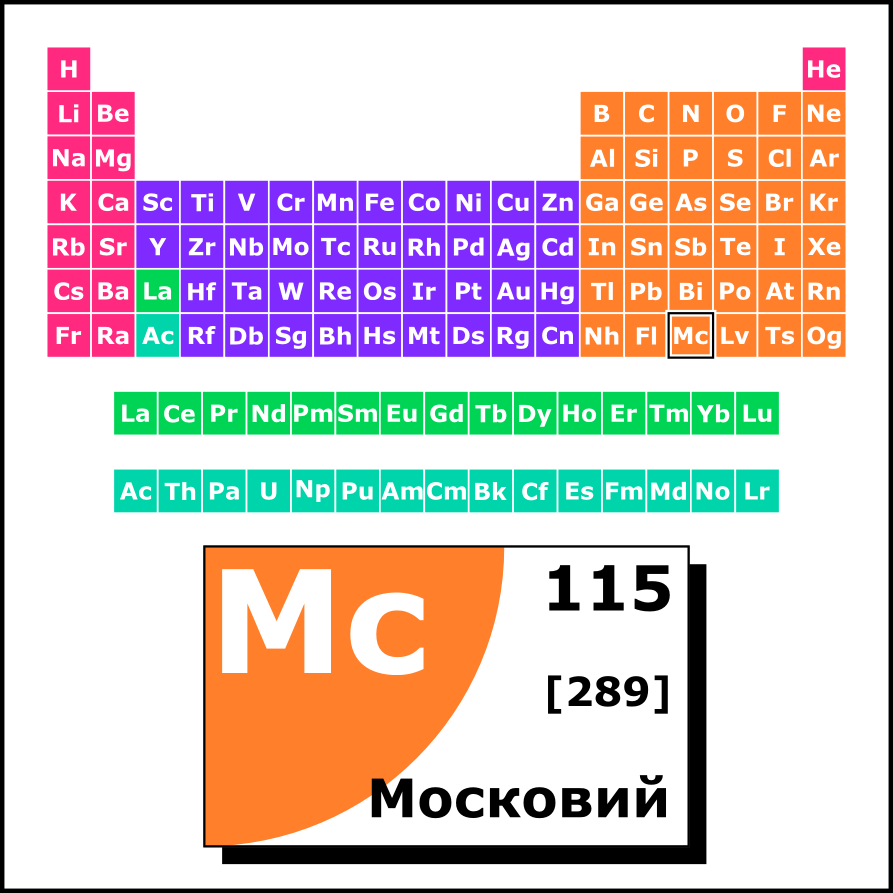 H He
Li Be B C N O F Ne
Na Mg Al Si P S Cl Ar
K Ca Sc Ti V Cr Mn Fe Co Ni Cu Zn Ga Ge As Se Br Kr
Rb Sr Y Zr Nb Mo Tc Ru Rh Pd Ag Cd In Sn Sb Te I Xe
Cs Ba La Hf Ta W Re Os Ir Pt Au Hg Tl Pb Bi Po At Rn
Fr Ra Ac Rf Db Sg Bh Hs Mt Ds Rg Cn Nh Fl Mc Lv Ts Og
La Ce Pr Nd Pm Sm Eu Gd Tb Dy Ho Er Tm Yb Lu
Ac Th Pa U Np Pu Am Cm Bk Cf Es Fm Md No Lr
Mc 115
[289]
Московий